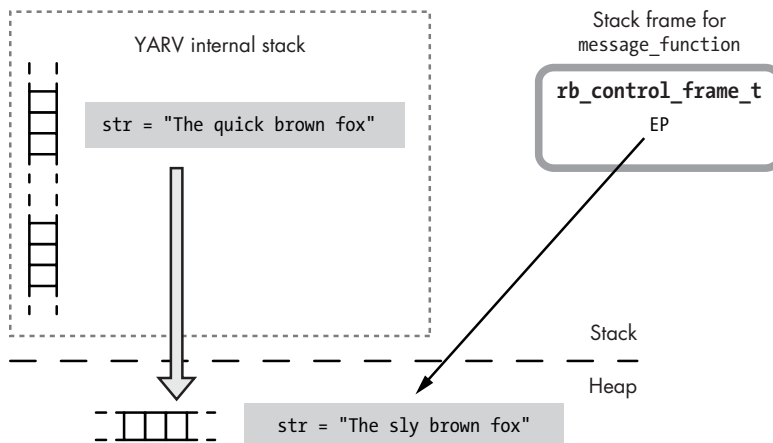 YARV internal stack
str = "The quick brown fox"
Stack frame for
message_function
rb_control_frame_t
EP
Stack
Heap
str = "The sly brown fox"